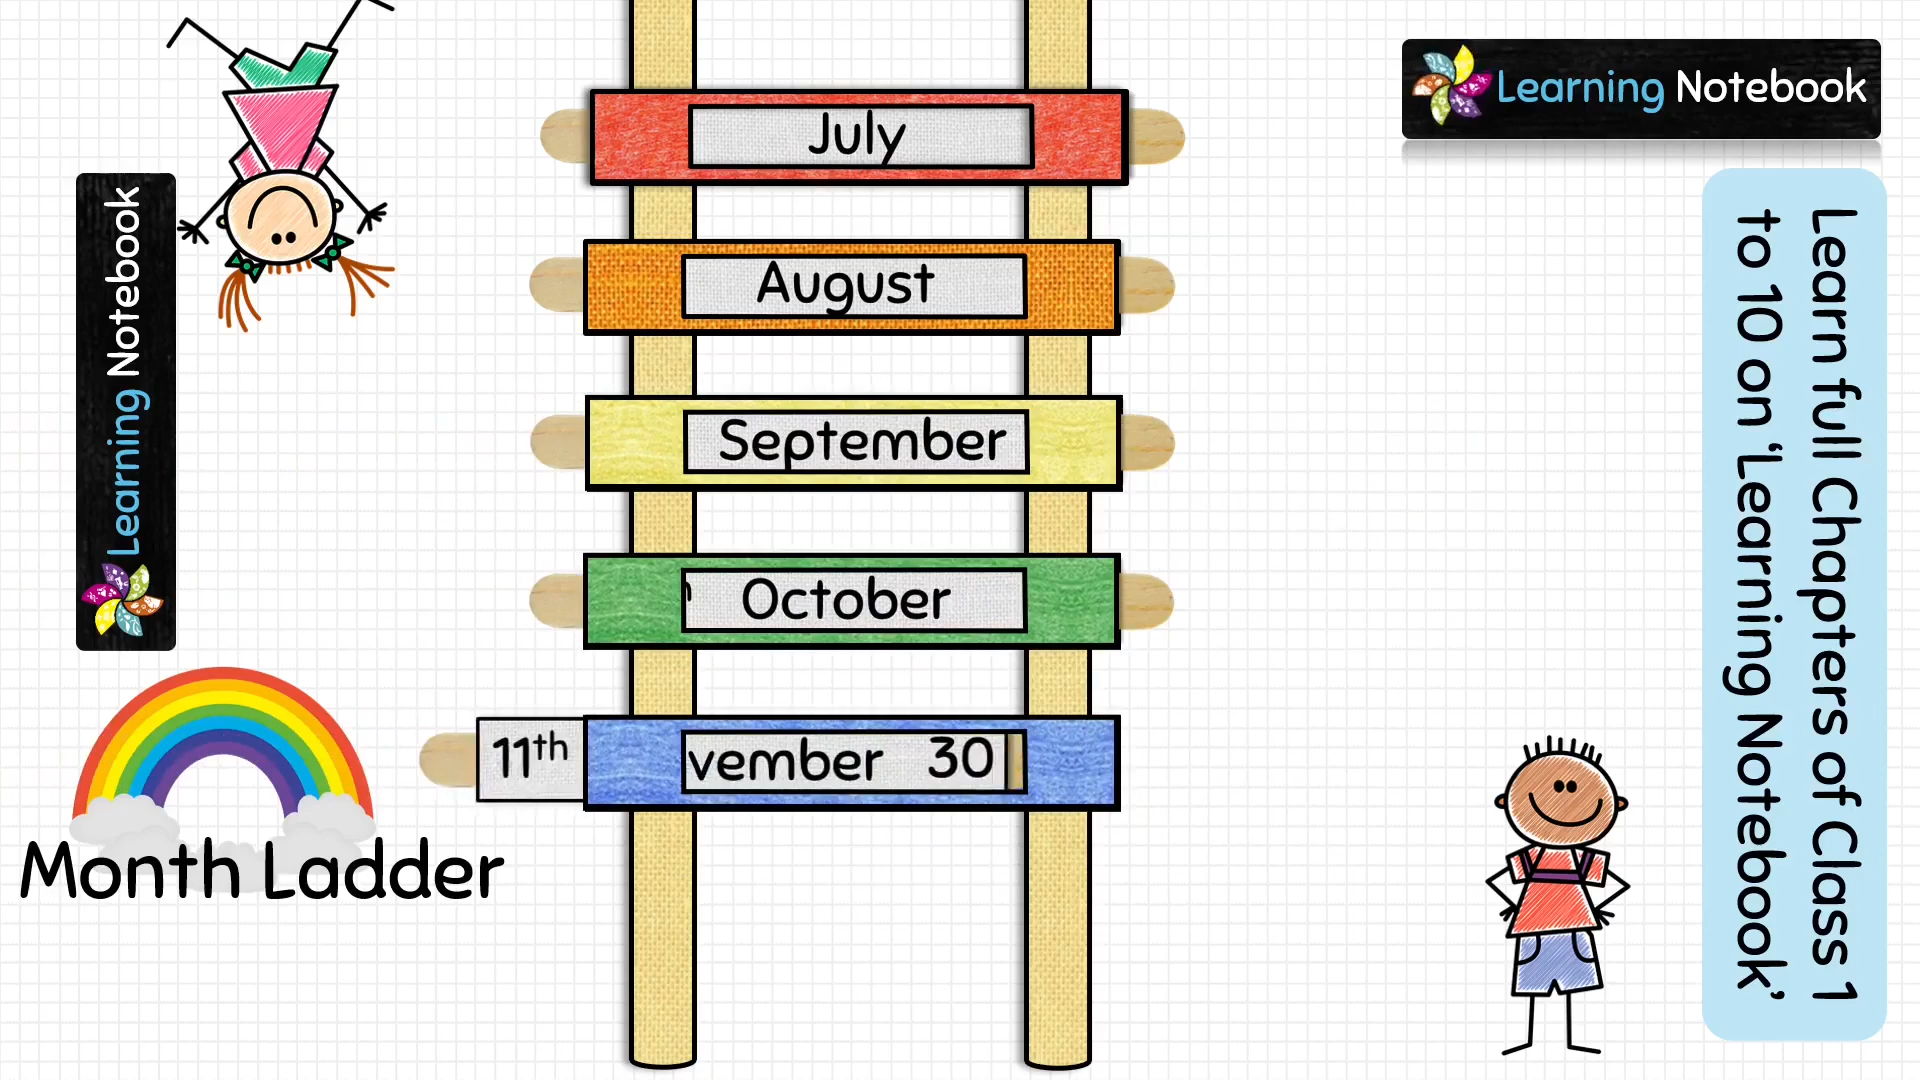 July
August
September
October
11th
vember 30
Month Ladder
Learning Notebook
Learning Notebook
Learn full Chapters of Class 1
to 10 on ‘Learning Notebook’